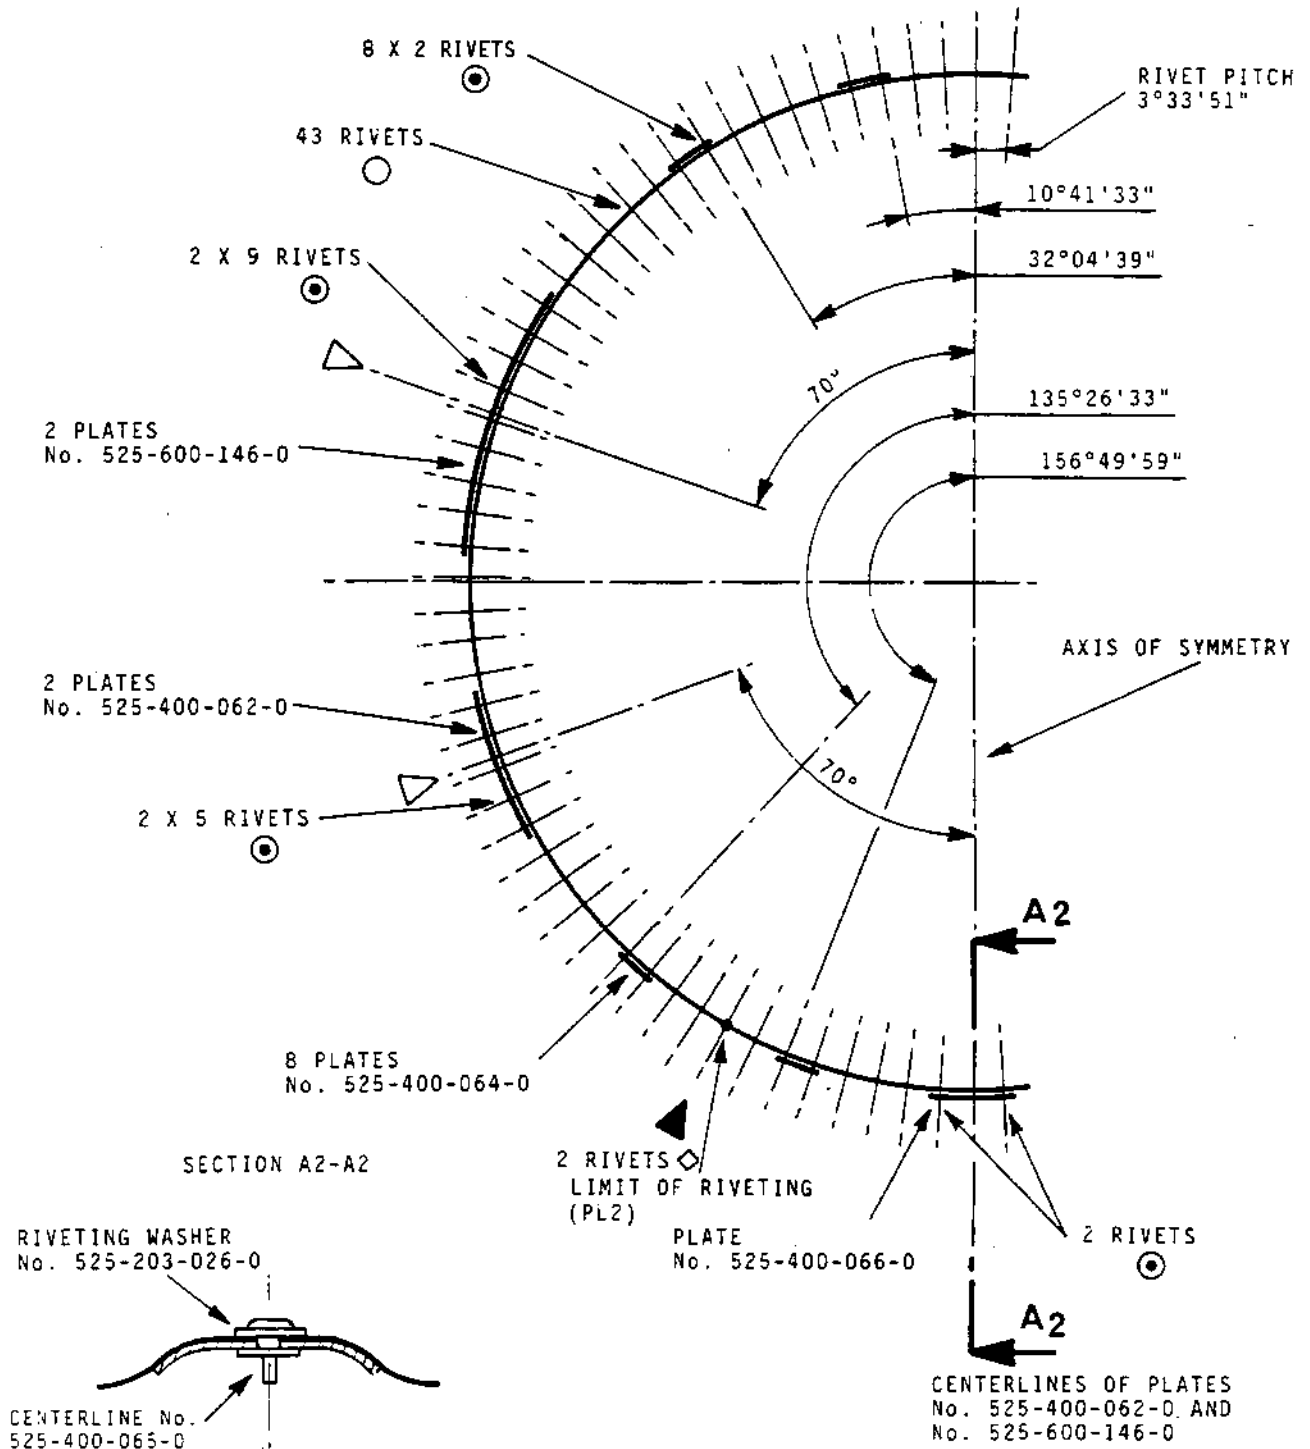 8 X 2 RIVETS
RIVET PITCH
3°33'51"
43 RIVETS
10°41'33"
2 X 9 RIVETS
32°04'39"
70°
135°26'33"
2 PLATES
No. 525-600-146-0
156°49'59"
AXIS OF SYMMETRY
2 PLATES
No. 525-400-062-0
70°
2 X 5 RIVETS
A2
8 PLATES
No. 525-400-064-0
SECTION A2-A2
2 RIVETS
LIMIT OF RIVETING
(PL2)
PLATE
No. 525-400-066-0
2 RIVETS
RIVETING WASHER
No. 525-203-026-0
A2
CENTERLINES OF PLATES
No. 525-400-062-0 AND
No. 525-600-146-0
CENTERLINE No.
525-400-065-0